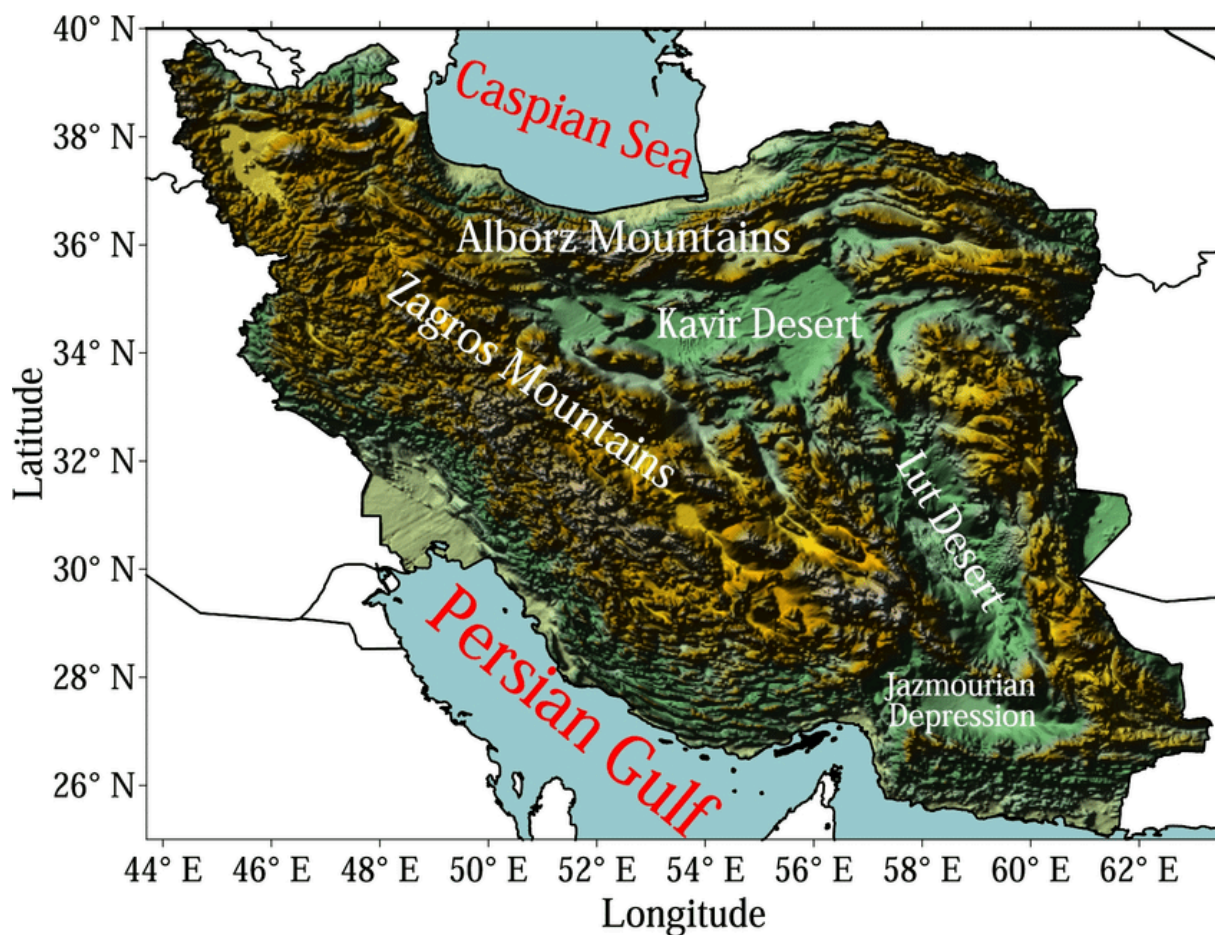 40° N
38° N
36° N
34° N
32° N
30° N
28° N
26° N
Latitude
Caspian Sea
Alborz Mountains
Zagros Mountains
Kavir Desert
Lut Desert
Jazmourian
Depression
Persian Gulf
44° E 46° E 48° E 50° E 52° E 54° E 56° E 58° E 60° E 62° E
Longitude